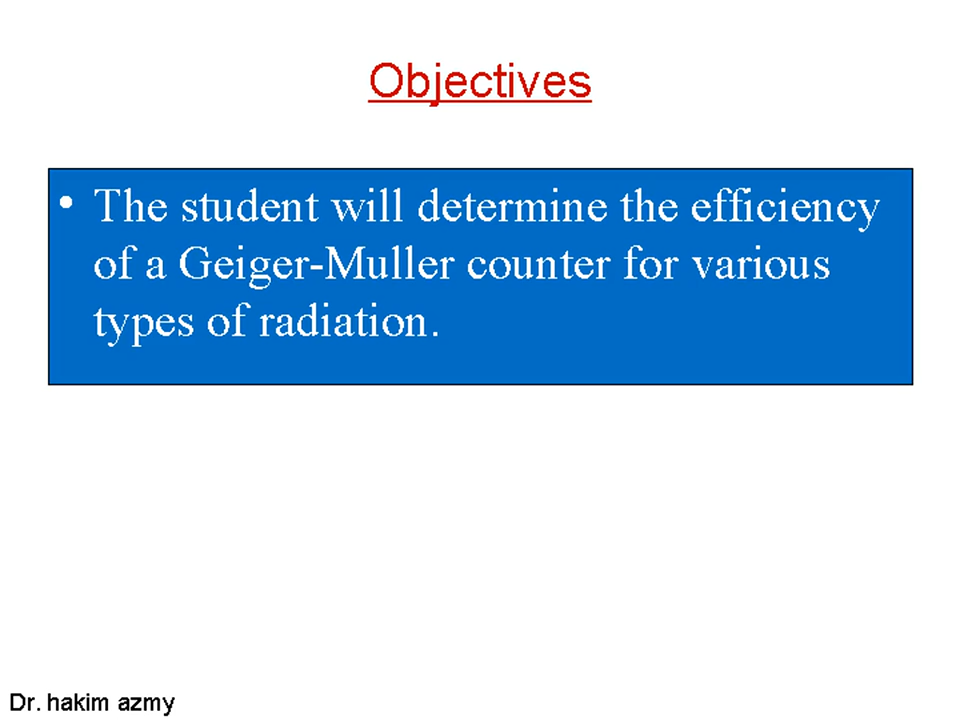 Objectives
• The student will determine the efficiency
of a Geiger-Muller counter for various
types of radiation.
Dr. hakim azmy